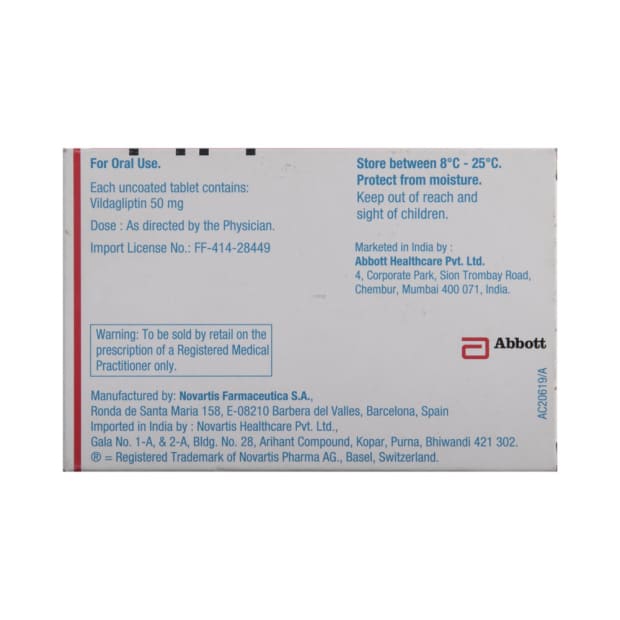 For Oral Use.
Each uncoated tablet contains:
Vildagliptin 50 mg
Dose : As directed by the Physician.
Import License No.: FF-414-28449
Store between 8°C - 25°C.
Protect from moisture.
Keep out of reach and
sight of children.
Marketed in India by :
Abbott Healthcare Pvt. Ltd.
4, Corporate Park, Sion Trombay Road,
Chembur, Mumbai 400 071, India.
Warning: To be sold by retail on the
prescription of a Registered Medical
Practitioner only.
Abbott
AC20619/A
Manufactured by: Novartis Farmaceutica S.A.,
Ronda de Santa Maria 158, E-08210 Barbera del Valles, Barcelona, Spain
Imported in India by : Novartis Healthcare Pvt. Ltd.,
Gala No. 1-A, & 2-A, Bldg. No. 28, Arihant Compound, Kopar, Purna, Bhiwandi 421 302.
® = Registered Trademark of Novartis Pharma AG., Basel, Switzerland.